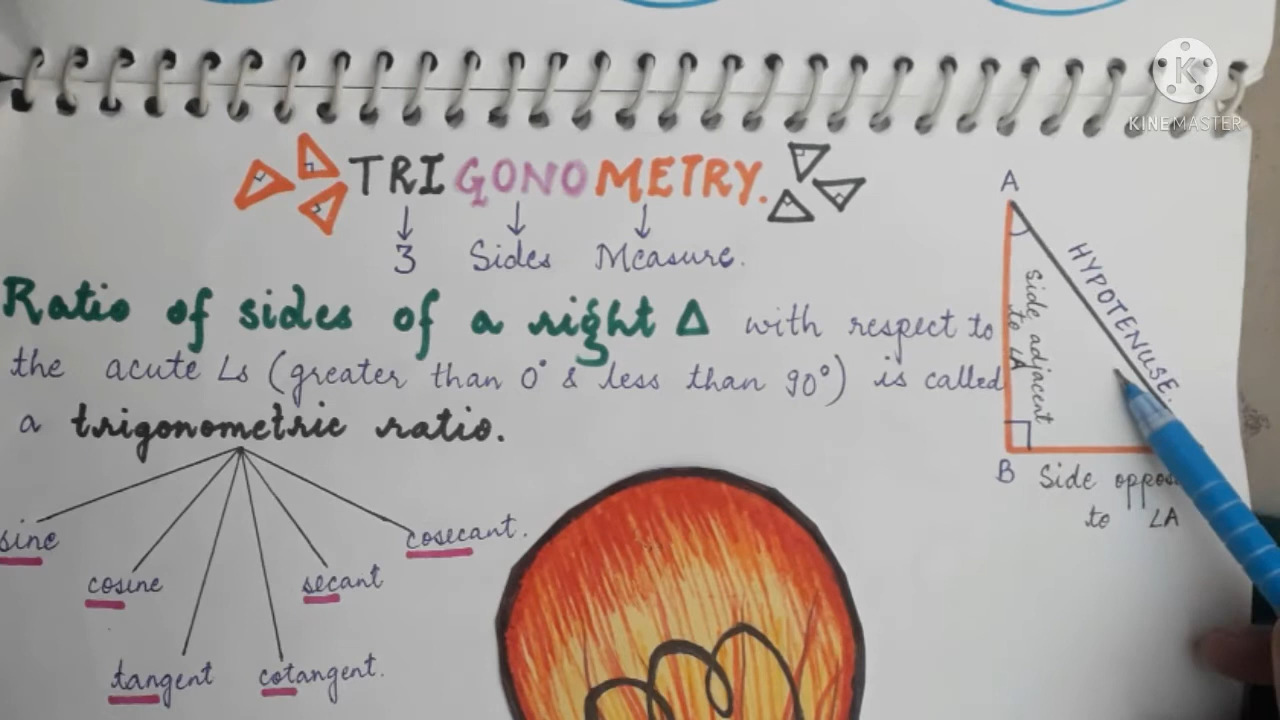 K
KINEMASTER
TRIGONOMETRY.
3 Sides Measure.
Ratio of sides of a right Δ with respect to
the acute ∠s (greater than 0° & less than 90°) is called
a trigonometric ratio.
sine
cosine
tangent
cotangent.
secant
cosecant.
A
HYPOTENUSE.
Side adjacent
to ∠A
B
Side
to ∠A